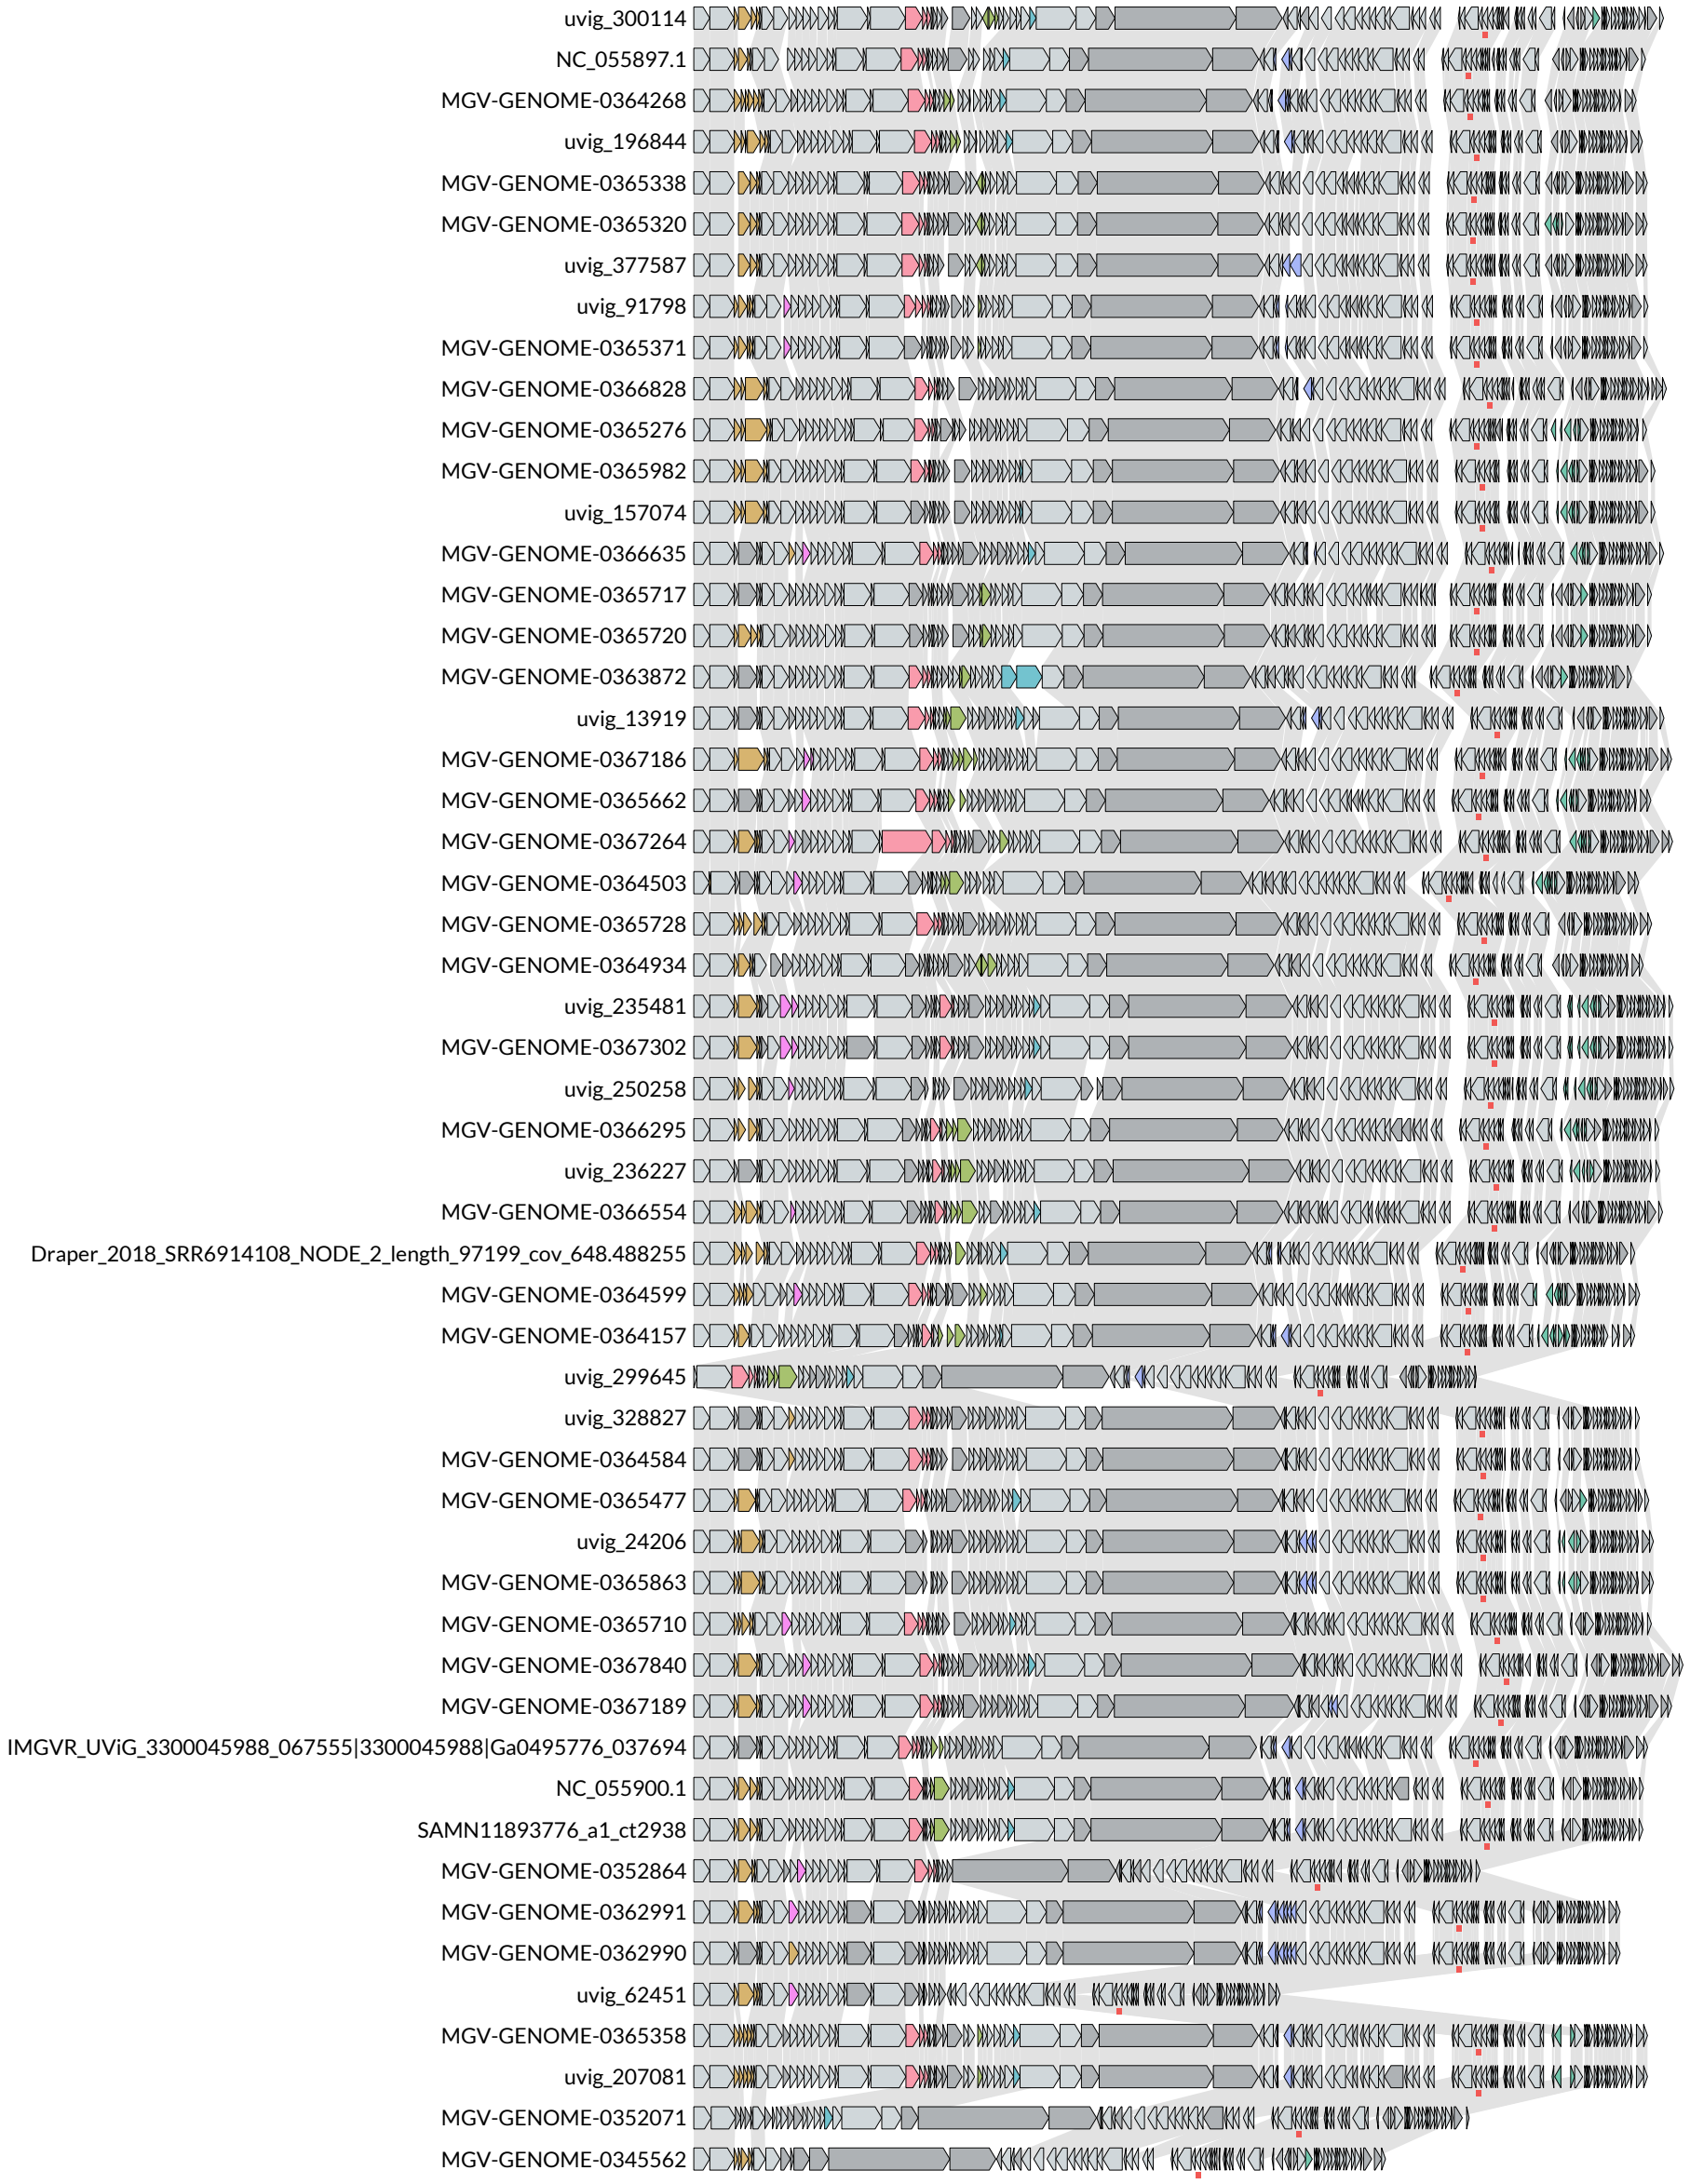 uvig_300114
NC_055897.1
MGV-GENOME-0364268
uvig_196844
MGV-GENOME-0365338
MGV-GENOME-0365320
uvig_377587
uvig_91798
MGV-GENOME-0365371
MGV-GENOME-0366828
MGV-GENOME-0365276
MGV-GENOME-0365982
uvig_157074
MGV-GENOME-0366635
MGV-GENOME-0365717
MGV-GENOME-0365720
MGV-GENOME-0363872
uvig_13919
MGV-GENOME-0367186
MGV-GENOME-0365662
MGV-GENOME-0367264
MGV-GENOME-0364503
MGV-GENOME-0365728
MGV-GENOME-0364934
uvig_235481
MGV-GENOME-0367302
uvig_250258
MGV-GENOME-0366295
uvig_236227
MGV-GENOME-0366554
Draper_2018_SRR6914108_NODE_2_length_97199_cov_648.488255
MGV-GENOME-0364599
MGV-GENOME-0364157
uvig_299645
uvig_328827
MGV-GENOME-0364584
MGV-GENOME-0365477
uvig_24206
MGV-GENOME-0365863
MGV-GENOME-0365710
MGV-GENOME-0367840
MGV-GENOME-0367189
IMGVR_UViG_3300045988_067555|3300045988|Ga0495776_037694
NC_055900.1
SAMN11893776_a1_ct2938
MGV-GENOME-0352864
MGV-GENOME-0362991
MGV-GENOME-0362990
uvig_62451
MGV-GENOME-0365358
uvig_207081
MGV-GENOME-0352071
MGV-GENOME-0345562